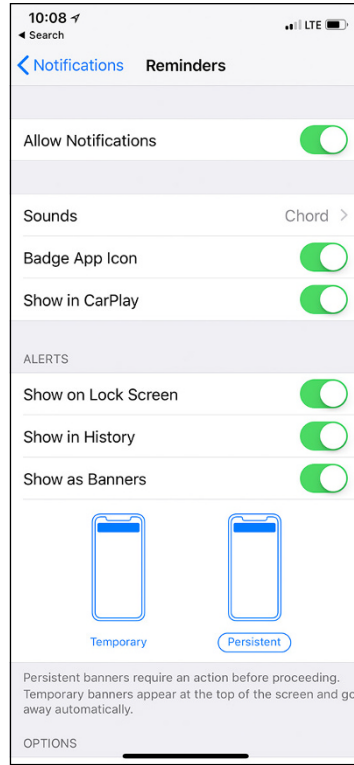 10:08
LTE
Search
Notifications Reminders
Allow Notifications
Sounds Chord
Badge App Icon
Show in CarPlay
ALERTS
Show on Lock Screen
Show in History
Show as Banners
Temporary Persistent
Persistent banners require an action before proceeding.
Temporary banners appear at the top of the screen and go
away automatically.
OPTIONS